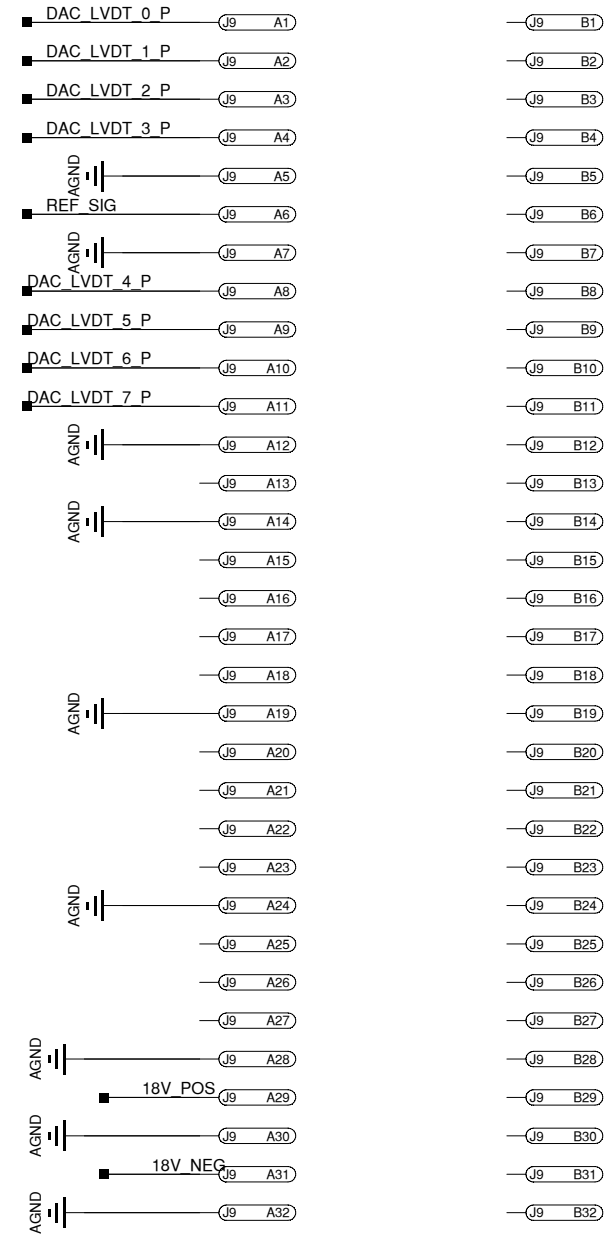 DAC_LVDT_0_P J9 A1 J9 B1
DAC_LVDT_1_P J9 A2 J9 B2
DAC_LVDT_2_P J9 A3 J9 B3
DAC_LVDT_3_P J9 A4 J9 B4
AGND J9 A5 J9 B5
REF_SIG J9 A6 J9 B6
AGND J9 A7 J9 B7
DAC_LVDT_4_P J9 A8 J9 B8
DAC_LVDT_5_P J9 A9 J9 B9
DAC_LVDT_6_P J9 A10 J9 B10
DAC_LVDT_7_P J9 A11 J9 B11
AGND J9 A12 J9 B12
J9 A13 J9 B13
AGND J9 A14 J9 B14
J9 A15 J9 B15
J9 A16 J9 B16
J9 A17 J9 B17
J9 A18 J9 B18
AGND J9 A19 J9 B19
J9 A20 J9 B20
J9 A21 J9 B21
J9 A22 J9 B22
J9 A23 J9 B23
AGND J9 A24 J9 B24
J9 A25 J9 B25
J9 A26 J9 B26
J9 A27 J9 B27
AGND J9 A28 J9 B28
18V_POS J9 A29 J9 B29
AGND J9 A30 J9 B30
18V_NEG J9 A31 J9 B31
AGND J9 A32 J9 B32